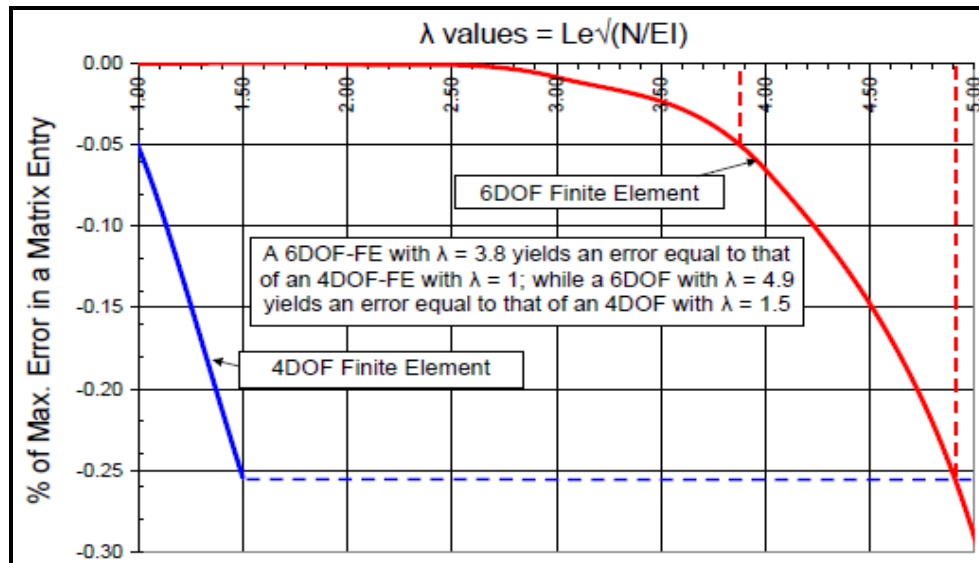 λ values = Le√(N/EI)
% of Max. Error in a Matrix Entry
0.00
-0.05
-0.10
-0.15
-0.20
-0.25
-0.30
1.00
1.50
2.00
2.50
3.00
3.50
4.00
4.50
5.00
6DOF Finite Element
A 6DOF-FE with λ = 3.8 yields an error equal to that
of an 4DOF-FE with λ = 1; while a 6DOF with λ = 4.9
yields an error equal to that of an 4DOF with λ = 1.5
4DOF Finite Element